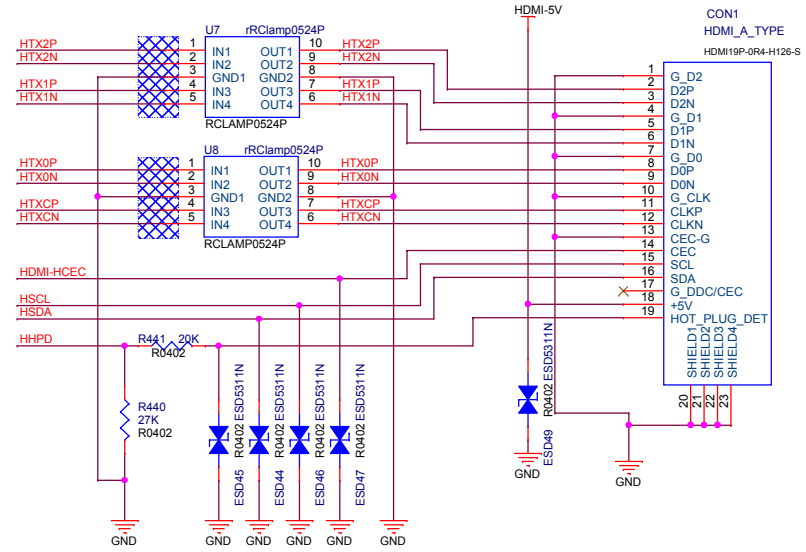 HDMI-5V
CON1
HDMI_A_TYPE
HDMI19P-0R4-H126-S
U7 rRClamp0524P
HTX2P 1 IN1 OUT1 10 HTX2P
HTX2N 2 IN2 OUT2 9 HTX2N
3 GND1 GND2 8
HTX1P 4 IN3 OUT3 7 HTX1P
HTX1N 5 IN4 OUT4 6 HTX1N
RCLAMP0524P
U8 rRClamp0524P
HTX0P 1 IN1 OUT1 10 HTX0P
HTX0N 2 IN2 OUT2 9 HTX0N
3 GND1 GND2 8
HTXCP 4 IN3 OUT3 7 HTXCP
HTXCN 5 IN4 OUT4 6 HTXCN
RCLAMP0524P
1 G_D2
2 D2P
3 D2N
4 G_D1
5 D1P
6 D1N
7 G_D0
8 D0P
9 D0N
10 G_CLK
11 CLKP
12 CLKN
13 CEC-G
14 CEC
15 SCL
16 SDA
17 G_DDC/CEC
18 +5V
19 HOT_PLUG_DET
SHIELD1
SHIELD2
SHIELD3
SHIELD4
20
21
22
23
HDMI-HCEC
HSCL
HSDA
HHPD
R441 20K
R0402
R440
27K
R0402
ESD5311N
R0402
ESD45
ESD5311N
R0402
ESD44
ESD5311N
R0402
ESD46
ESD5311N
R0402
ESD47
ESD5311N
R0402
ESD49
GND
GND
GND
GND
GND
GND
GND
GND